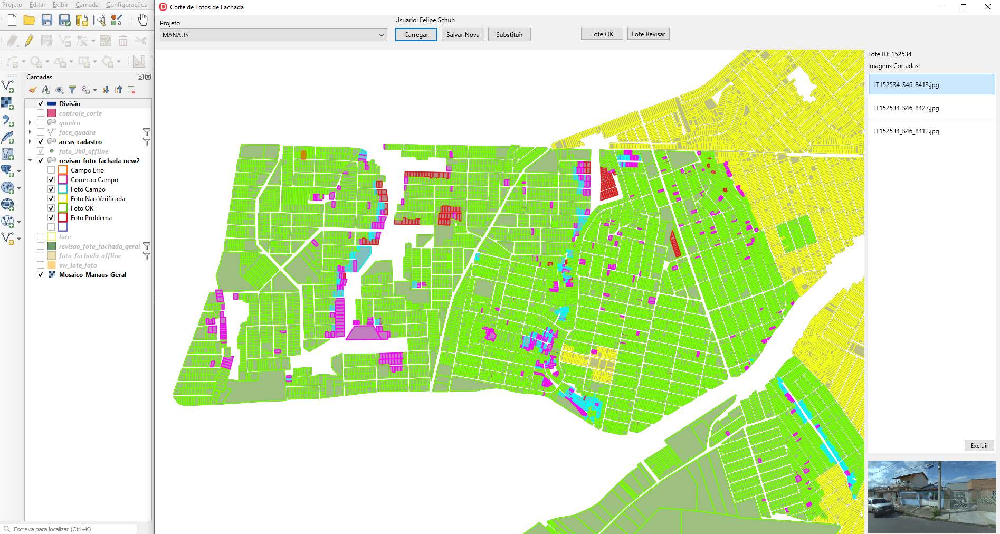 Projeto Editar Exibir Camada Configurações
Corte de Fotos de Fachada
Projeto
MANAUS
Usuario: Felipe Schuh
Carregar
Salvar Nova
Substituir
Lote OK
Lote Revisar
Camadas
Divisão
controle_corte
quadra
face_quadra
areas_cadastro
foto_360_offline
revisao_foto_fachada_new2
Campo Erro
Correcao Campo
Foto Campo
Foto Nao Verificada
Foto OK
Foto Problema
lote
revisao_foto_fachada_geral
foto_fachada_offline
vw_lote_foto
Mosaico_Manaus_Geral
Escreva para localizar (Ctrl+K)
Lote ID: 152534
Imagens Cortadas:
LT152534_S46_8413.jpg
LT152534_S46_8427.jpg
LT152534_S46_8412.jpg
Excluir